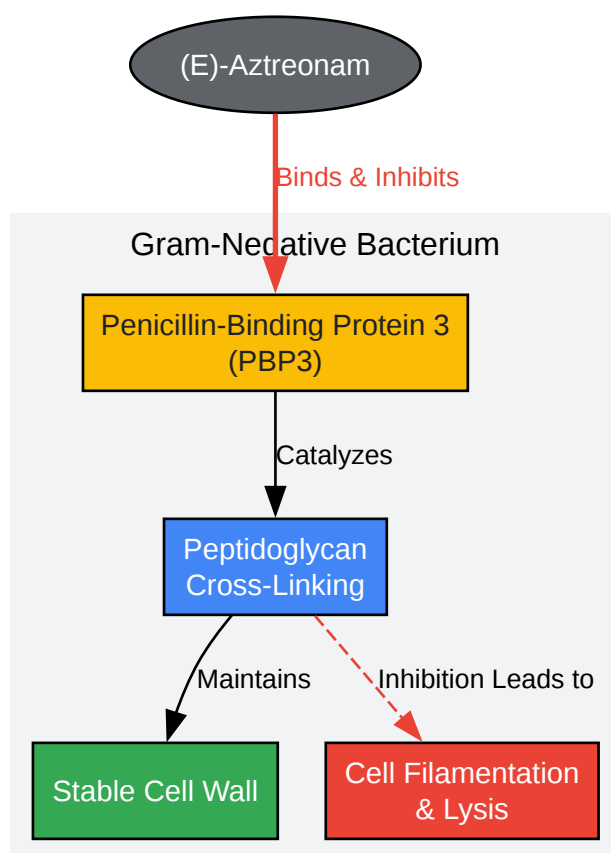 (E)-Aztreonam
Binds & Inhibits
Gram-Negative Bacterium
Penicillin-Binding Protein 3
(PBP3)
Catalyzes
Peptidoglycan
Cross-Linking
Maintains
Inhibition Leads to
Stable Cell Wall
Cell Filamentation
& Lysis